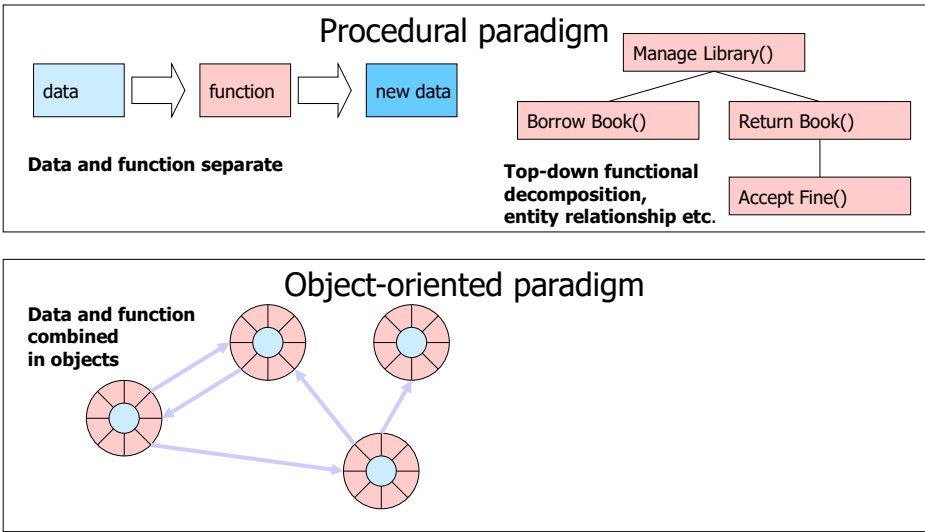 Procedural paradigm
data
function
new data
Data and function separate
Manage Library()
Borrow Book()
Return Book()
Accept Fine()
Top-down functional
decomposition,
entity relationship etc.
Object-oriented paradigm
Data and function
combined
in objects